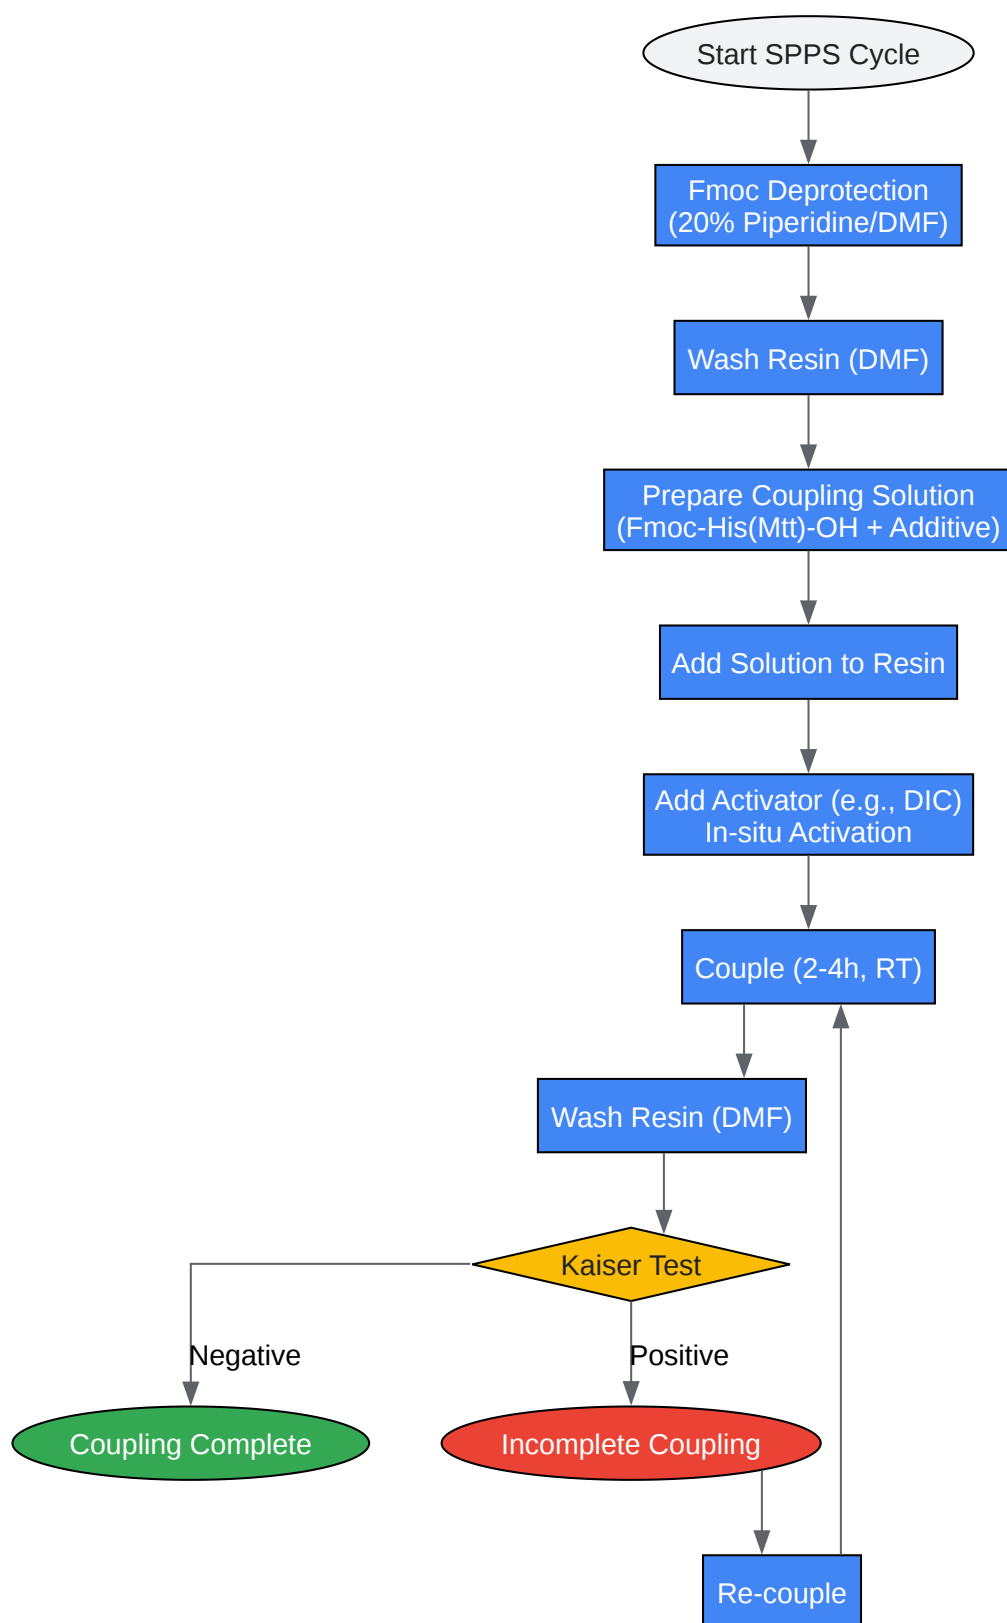 Start SPPS Cycle
Fmoc Deprotection
(20% Piperidine/DMF)
Wash Resin (DMF)
Prepare Coupling Solution
(Fmoc-His(Mtt)-OH + Additive)
Add Solution to Resin
Add Activator (e.g., DIC)
In-situ Activation
Couple (2-4h, RT)
Wash Resin (DMF)
Kaiser Test
Negative
Positive
Coupling Complete
Incomplete Coupling
Re-couple